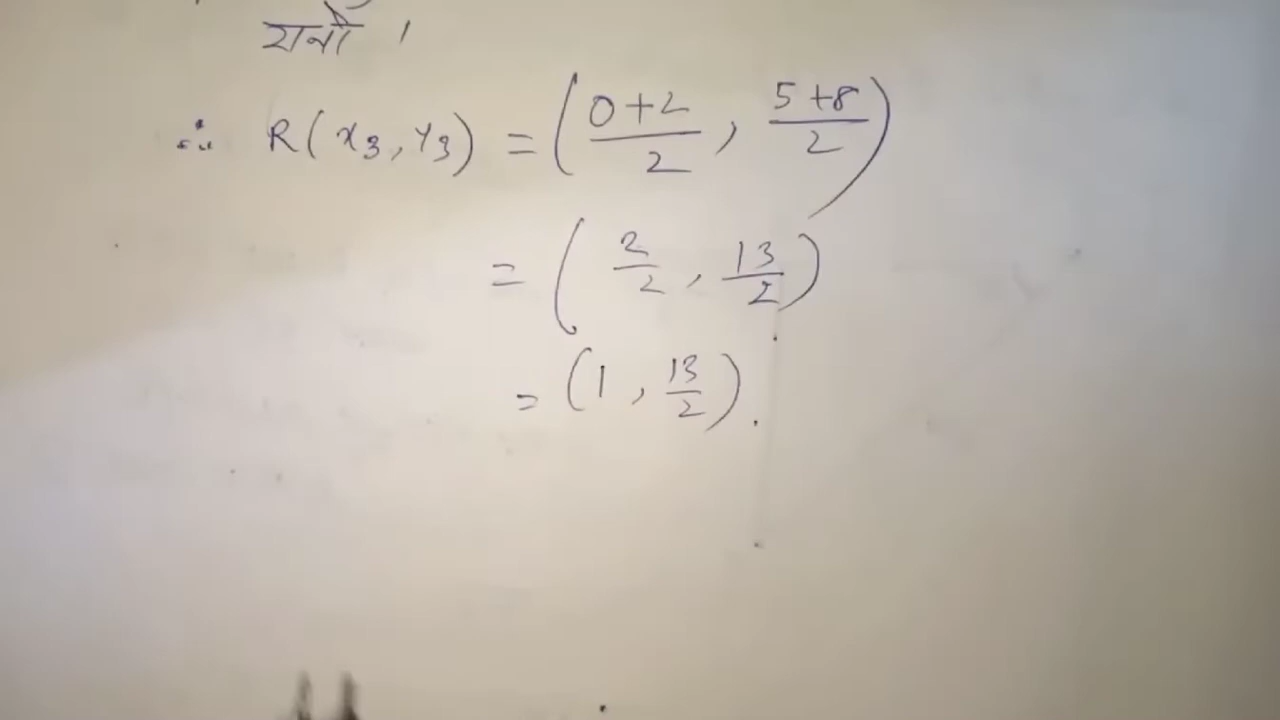 ∴ R(x₃, y₃) = (0+2/2, 5+8/2)
= (2/2, 13/2)
= (1, 13/2).